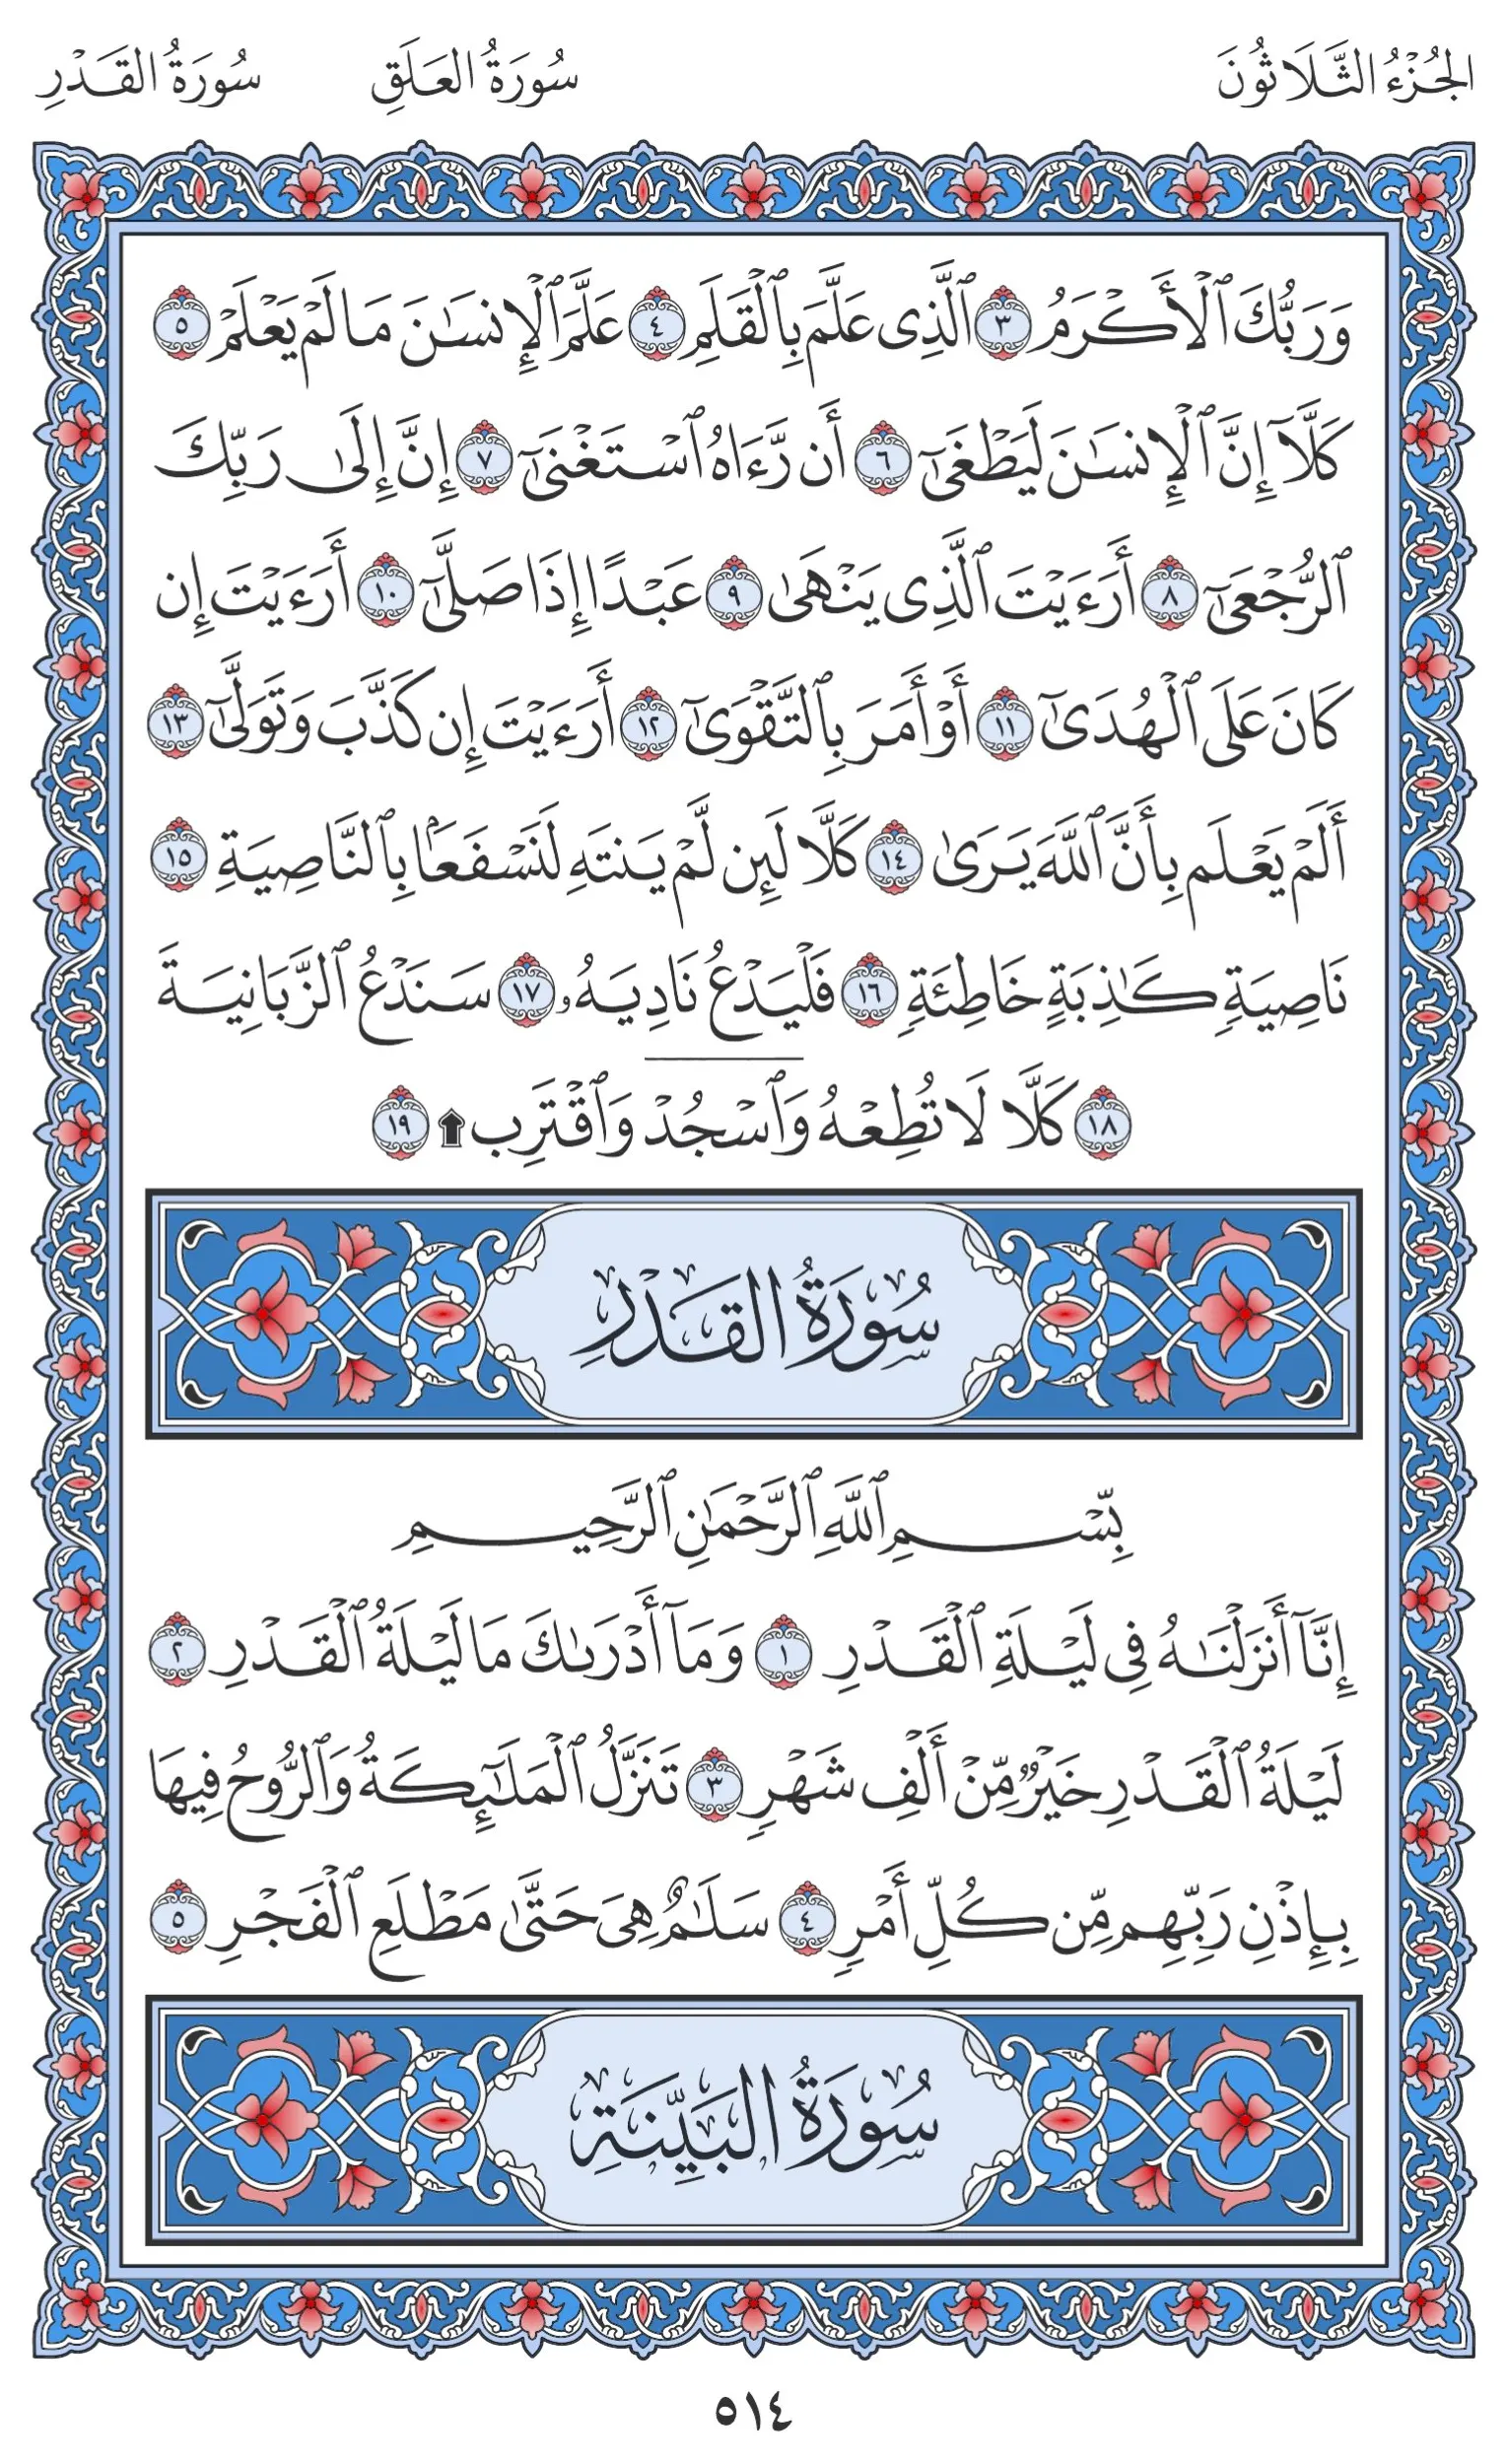 الجُزْءُ الثَّلَاثُونَ سُورَةُ العَلَقِ سُورَةُ القَدْرِ
وَرَبُّكَ ٱلْأَكْرَمُ ٣ ٱلَّذِى عَلَّمَ بِٱلْقَلَمِ ٤ عَلَّمَ ٱلْإِنسَـٰنَ مَا لَمْ يَعْلَمْ ٥
كَلَّآ إِنَّ ٱلْإِنسَـٰنَ لَيَطْغَىٰٓ ٦ أَن رَّءَاهُ ٱسْتَغْنَىٰٓ ٧ إِنَّ إِلَىٰ رَبِّكَ
ٱلرُّجْعَىٰٓ ٨ أَرَءَيْتَ ٱلَّذِى يَنْهَىٰ ٩ عَبْدًا إِذَا صَلَّىٰٓ ١٠ أَرَءَيْتَ إِن
كَانَ عَلَى ٱلْهُدَىٰٓ ١١ أَوْ أَمَرَ بِٱلتَّقْوَىٰٓ ١٢ أَرَءَيْتَ إِن كَذَّبَ وَتَوَلَّىٰٓ ١٣
أَلَمْ يَعْلَم بِأَنَّ ٱللَّهَ يَرَىٰ ١٤ كَلَّا لَئِن لَّمْ يَنتَهِ لَنَسْفَعَۢا بِٱلنَّاصِيَةِ ١٥
نَاصِيَةٍ كَـٰذِبَةٍ خَاطِئَةٍ ١٦ فَلْيَدْعُ نَادِيَهُۥ ١٧ سَنَدْعُ ٱلزَّبَانِيَةَ
١٨ كَلَّا لَا تُطِعْهُ وَٱسْجُدْ وَٱقْتَرِب ۩ ١٩
سُورَةُ القَدْرِ
بِسْمِ ٱللَّهِ ٱلرَّحْمَـٰنِ ٱلرَّحِيمِ
إِنَّآ أَنزَلْنَـٰهُ فِى لَيْلَةِ ٱلْقَدْرِ ١ وَمَآ أَدْرَىٰكَ مَا لَيْلَةُ ٱلْقَدْرِ ٢
لَيْلَةُ ٱلْقَدْرِ خَيْرٌ مِّنْ أَلْفِ شَهْرٍ ٣ تَنَزَّلُ ٱلْمَلَـٰٓئِكَةُ وَٱلرُّوحُ فِيهَا
بِإِذْنِ رَبِّهِم مِّن كُلِّ أَمْرٍ ٤ سَلَـٰمٌ هِىَ حَتَّىٰ مَطْلَعِ ٱلْفَجْرِ ٥
سُورَةُ البَيِّنَةِ
٥١٤